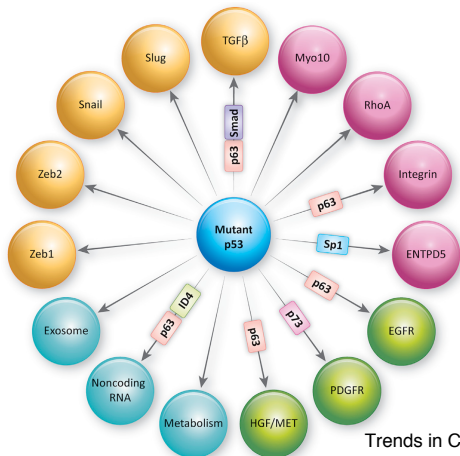 TGFβ
Slug
Myo10
Snail
RhoA
Smad
p63
Zeb2
Integrin
p63
Mutant
p53
Sp1
Zeb1
ENTPD5
p63
ID4
p63
p73
p63
Exosome
EGFR
Noncoding
RNA
PDGFR
Metabolism
HGF/MET
Trends in C